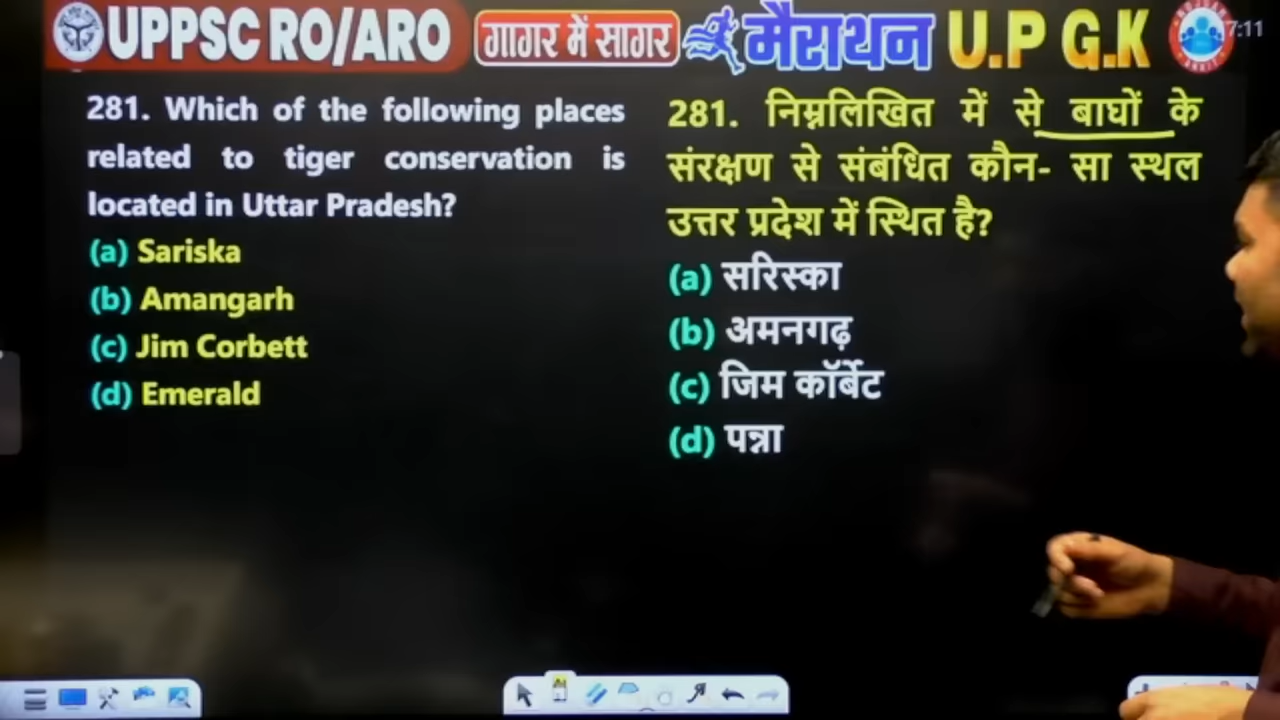 UPPSC RO/ARO गागर में सागर मैराथन U.P G.K
7:11
281. Which of the following places
related to tiger conservation is
located in Uttar Pradesh?
(a) Sariska
(b) Amangarh
(c) Jim Corbett
(d) Emerald
281. निम्नलिखित में से बाघों के
संरक्षण से संबंधित कौन- सा स्थल
उत्तर प्रदेश में स्थित है?
(a) सरिस्का
(b) अमनगढ़
(c) जिम कॉर्बेट
(d) पन्ना